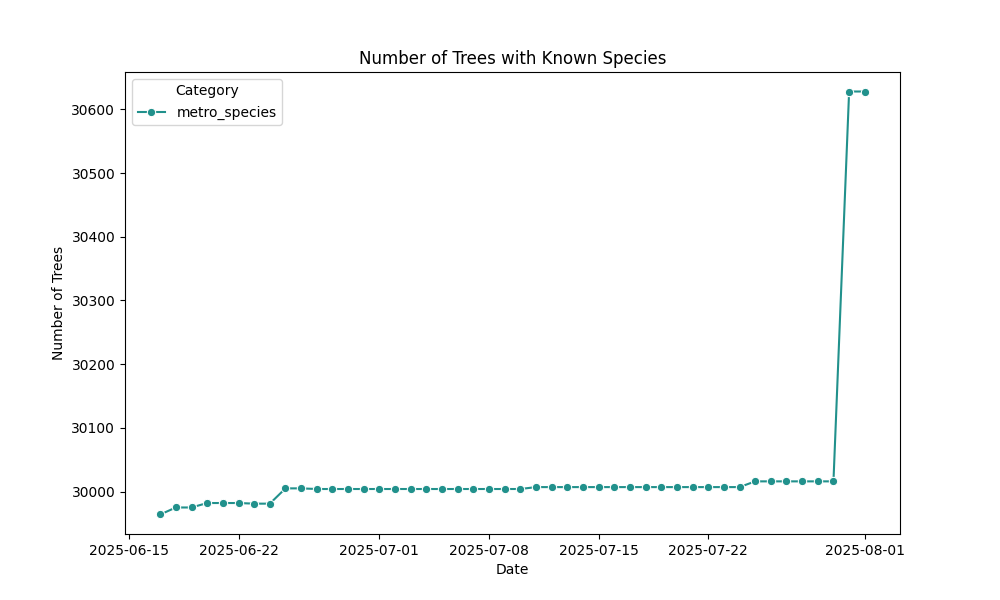 Number of Trees with Known Species
Category
metro_species
30600
30500
30400
30300
30200
30100
30000
Number of Trees
2025-06-15
2025-06-22
2025-07-01
2025-07-08
2025-07-15
2025-07-22
2025-08-01
Date